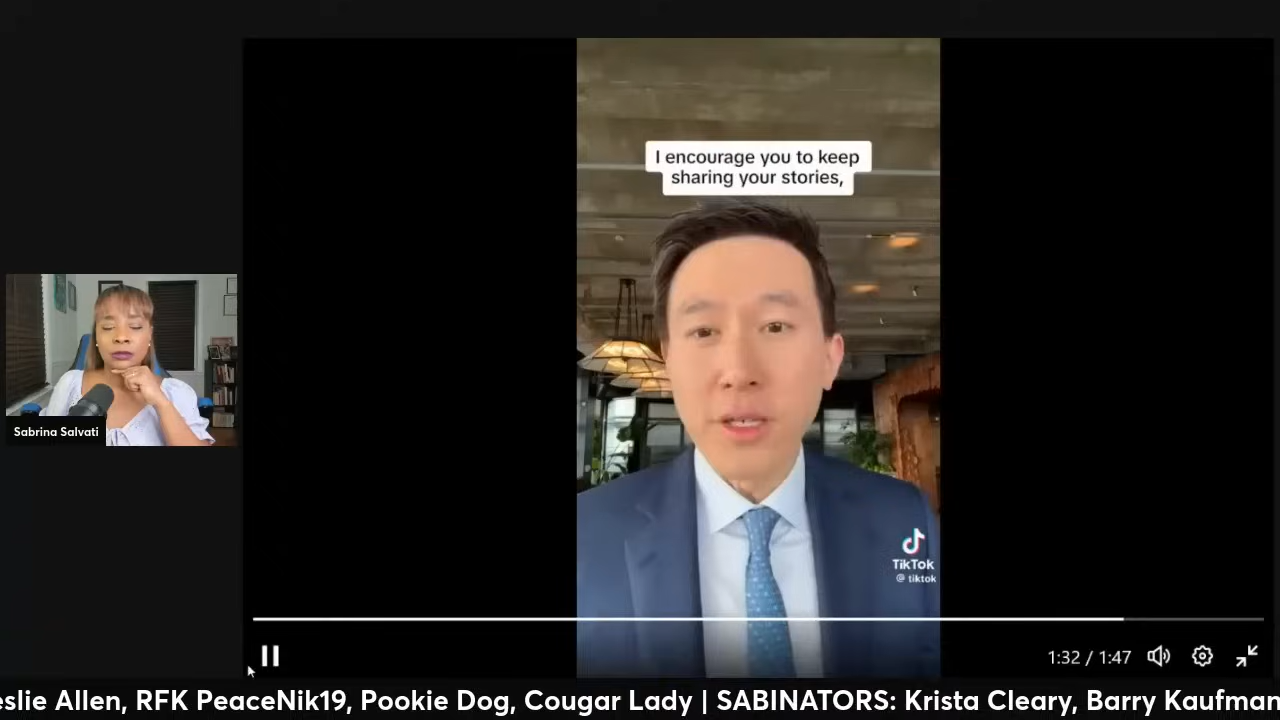 I encourage you to keep
sharing your stories,
Sabrina Salvati
TikTok
@ tiktok
1:32 / 1:47
eslie Allen, RFK PeaceNik19, Pookie Dog, Cougar Lady | SABINATORS: Krista Cleary, Barry Kaufman